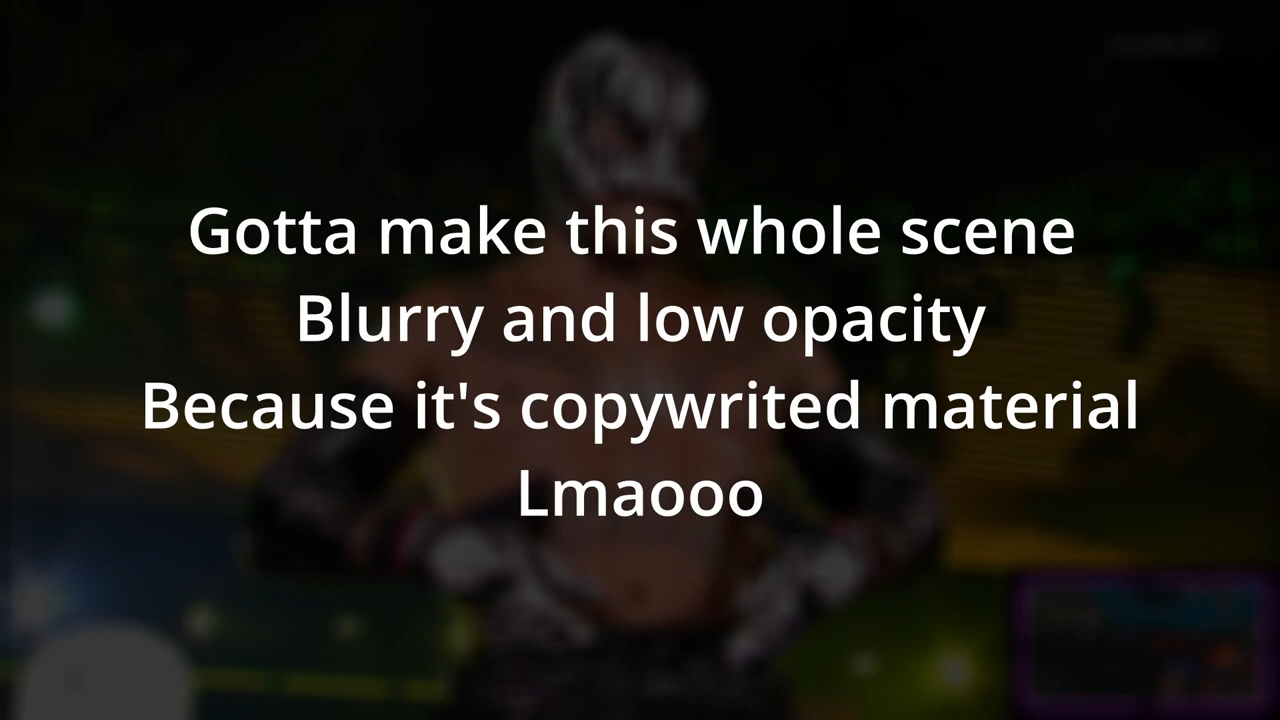 Gotta make this whole scene
Blurry and low opacity
Because it's copywrited material
Lmaooo